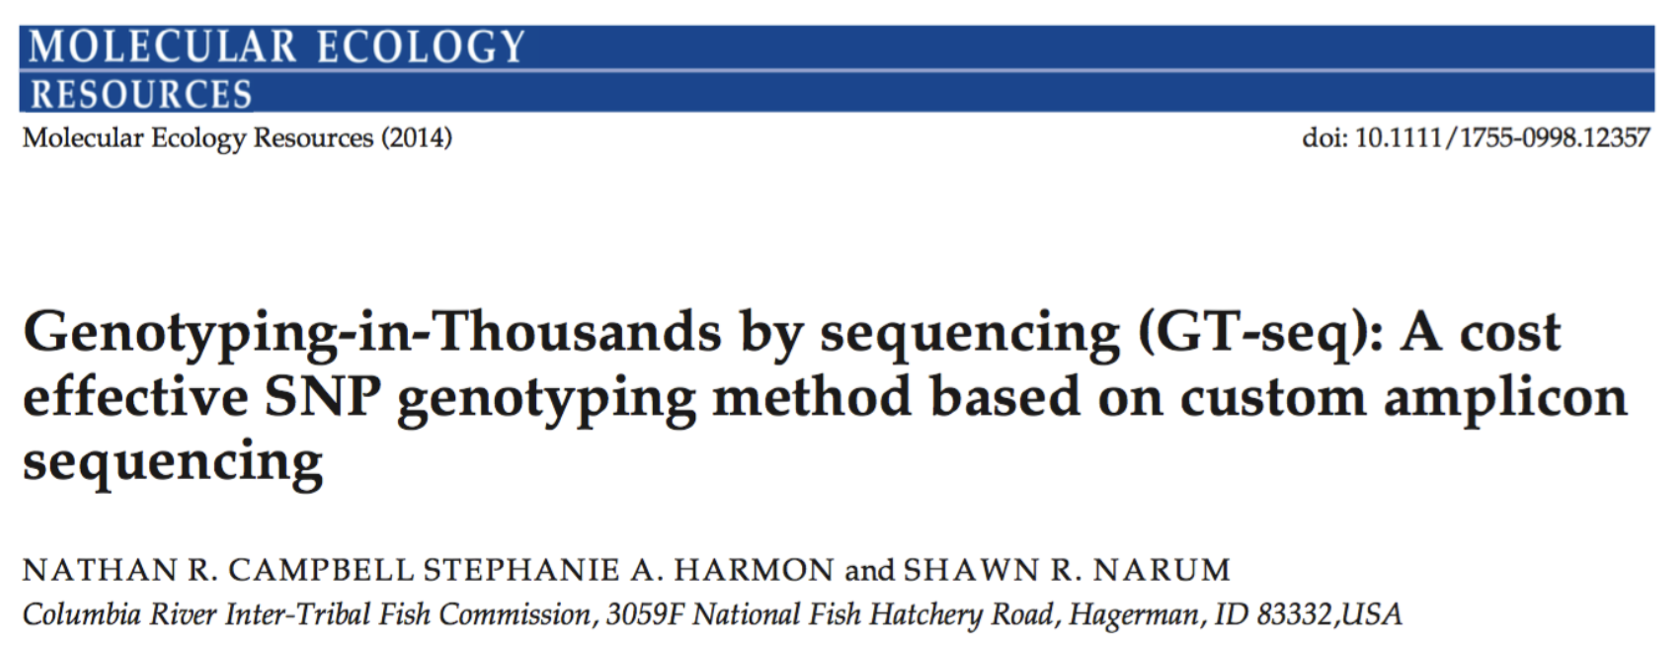 MOLECULAR ECOLOGY
RESOURCES
Molecular Ecology Resources (2014)
doi: 10.1111/1755-0998.12357
Genotyping-in-Thousands by sequencing (GT-seq): A cost
effective SNP genotyping method based on custom amplicon
sequencing
NATHAN R. CAMPBELL STEPHANIE A. HARMON and SHAWN R. NARUM
Columbia River Inter-Tribal Fish Commission, 3059F National Fish Hatchery Road, Hagerman, ID 83332,USA